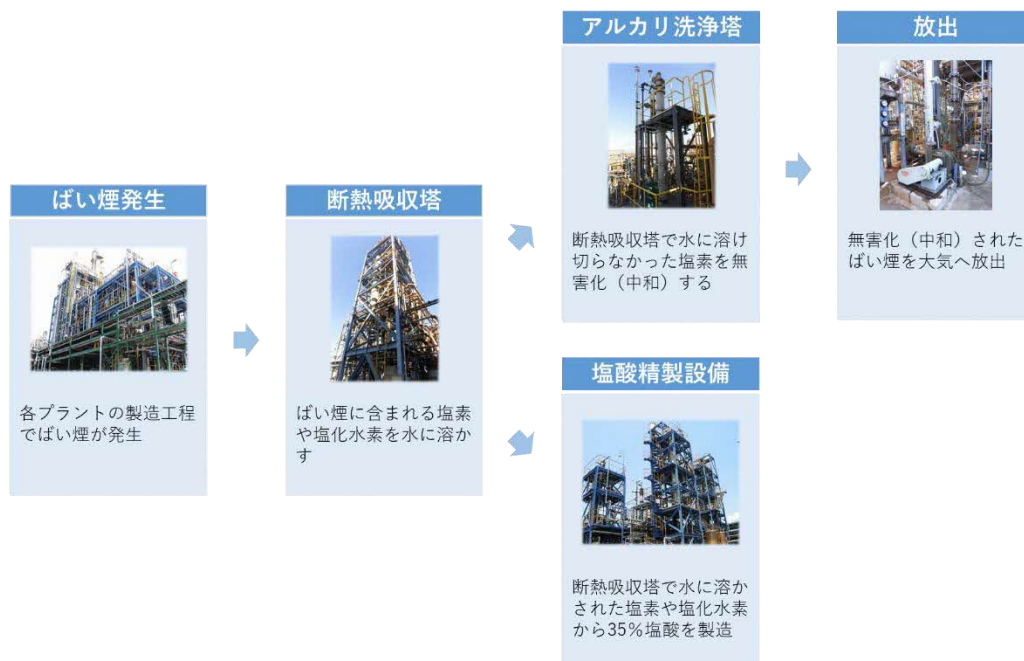 ばい煙発生
各プラントの製造工程
でばい煙が発生
断熱吸収塔
ばい煙に含まれる塩素
や塩化水素を水に溶か
す
アルカリ洗浄塔
断熱吸収塔で水に溶け
切らなかった塩素を無
害化（中和）する
放出
無害化（中和）された
ばい煙を大気へ放出
塩酸精製設備
断熱吸収塔で水に溶か
された塩素や塩化水素
から35%塩酸を製造